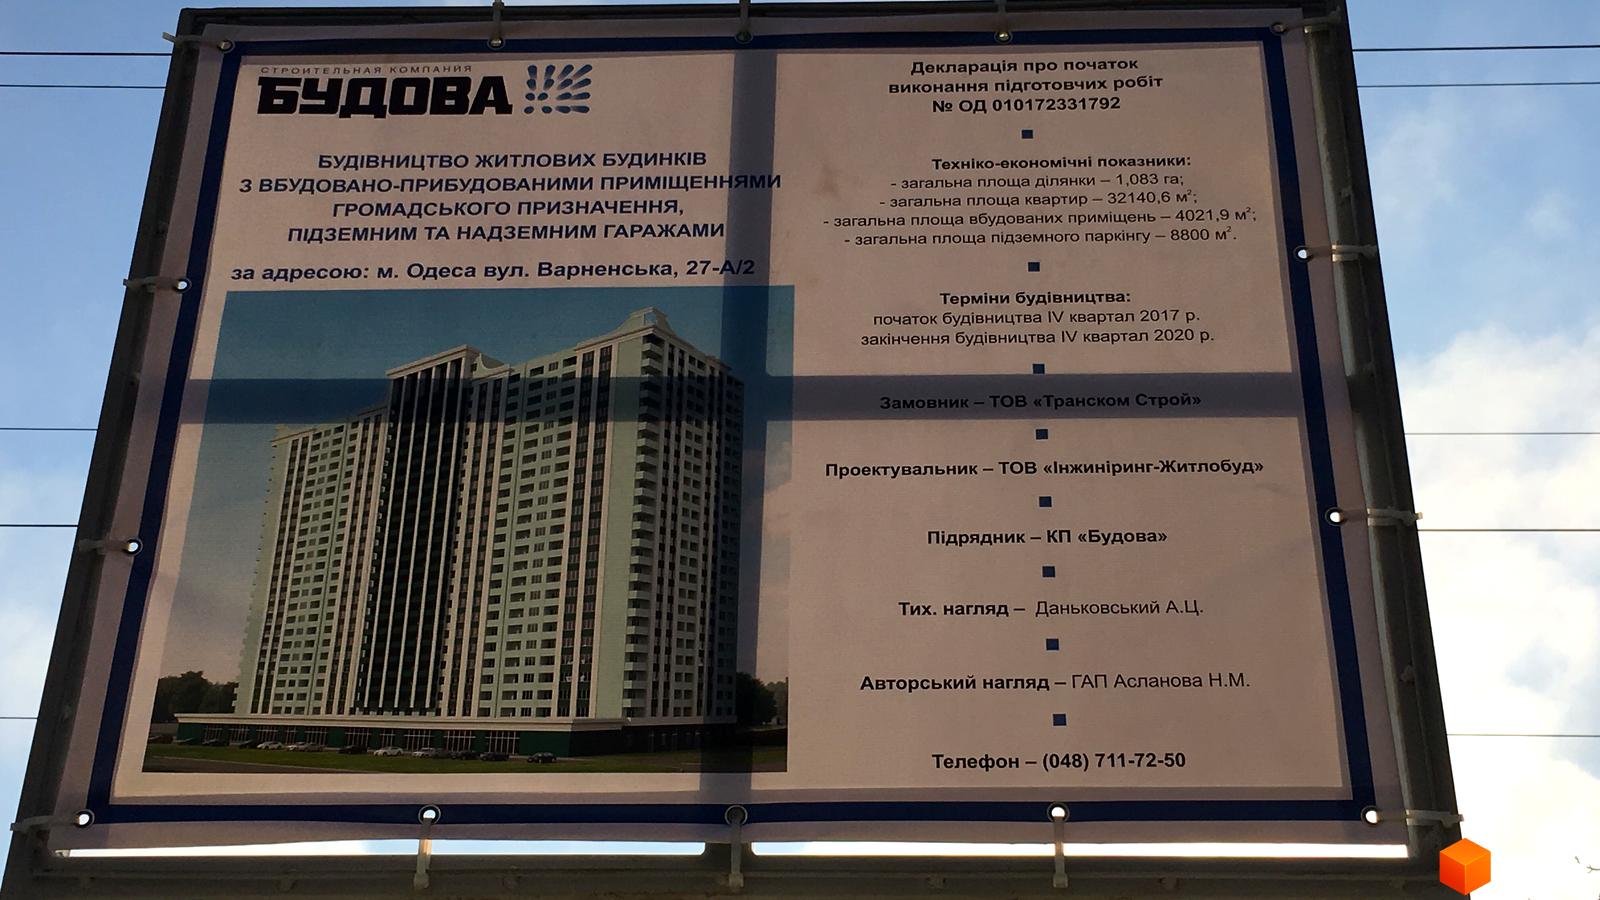 СТРОИТЕЛЬНАЯ КОМПАНИЯ
БУДОВА
БУДІВНИЦТВО ЖИТЛОВИХ БУДИНКІВ
З ВБУДОВАНО-ПРИБУДОВАНИМИ ПРИМІЩЕННЯМИ
ГРОМАДСЬКОГО ПРИЗНАЧЕННЯ,
ПІДЗЕМНИМ ТА НАДЗЕМНИМ ГАРАЖАМИ
за адресою: м. Одеса вул. Варненська, 27-А/2
Декларація про початок
виконання підготовчих робіт
№ ОД 010172331792
Техніко-економічні показники:
- загальна площа ділянки – 1,083 га;
- загальна площа квартир – 32140,6 м²;
- загальна площа вбудованих приміщень – 4021,9 м²;
- загальна площа підземного паркінгу – 8800 м².
Терміни будівництва:
початок будівництва IV квартал 2017 р.
закінчення будівництва IV квартал 2020 р.
Замовник – ТОВ «Транском Строй»
Проектувальник – ТОВ «Інжиніринг-Житлобуд»
Підрядник – КП «Будова»
Тих. нагляд – Даньковський А.Ц.
Авторський нагляд – ГАП Асланова Н.М.
Телефон – (048) 711-72-50